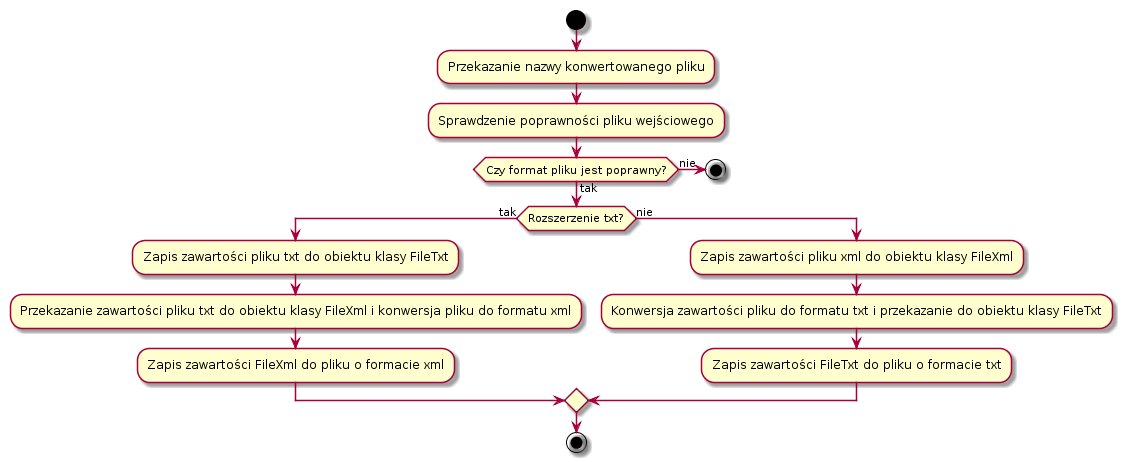 Przekazanie nazwy konwertowanego pliku
Sprawdzenie poprawności pliku wejściowego
Czy format pliku jest poprawny?
nie
tak
tak
Rozszerzenie txt?
nie
Zapis zawartości pliku txt do obiektu klasy FileTxt
Zapis zawartości pliku xml do obiektu klasy FileXml
Przekazanie zawartości pliku txt do obiektu klasy FileXml i konwersja pliku do formatu xml
Konwersja zawartości pliku do formatu txt i przekazanie do obiektu klasy FileTxt
Zapis zawartości FileXml do pliku o formacie xml
Zapis zawartości FileTxt do pliku o formacie txt